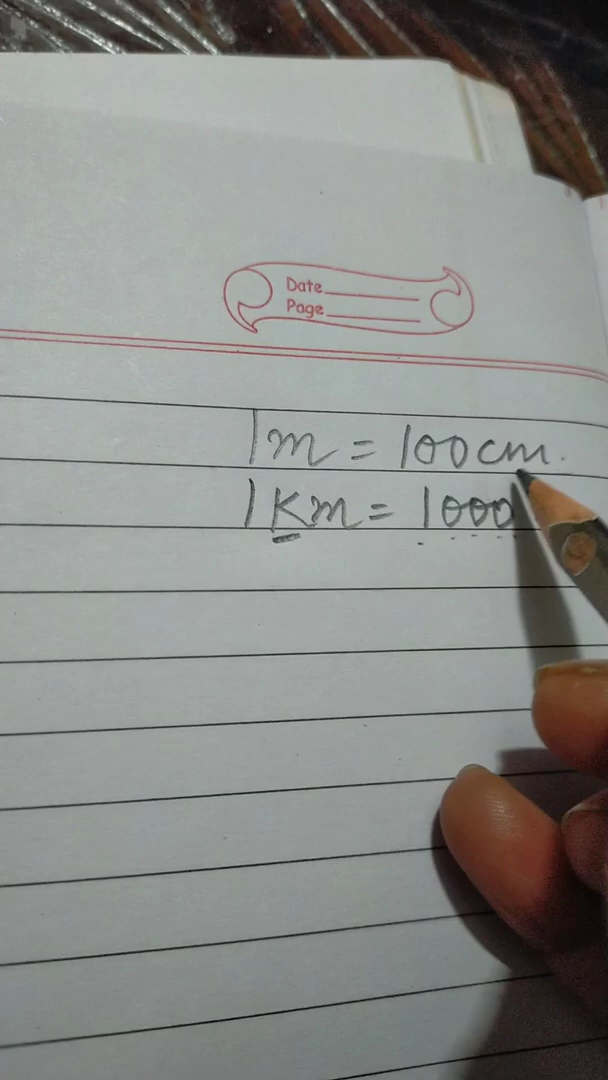 Date
Page
1m = 100cm.
1Km = 1000